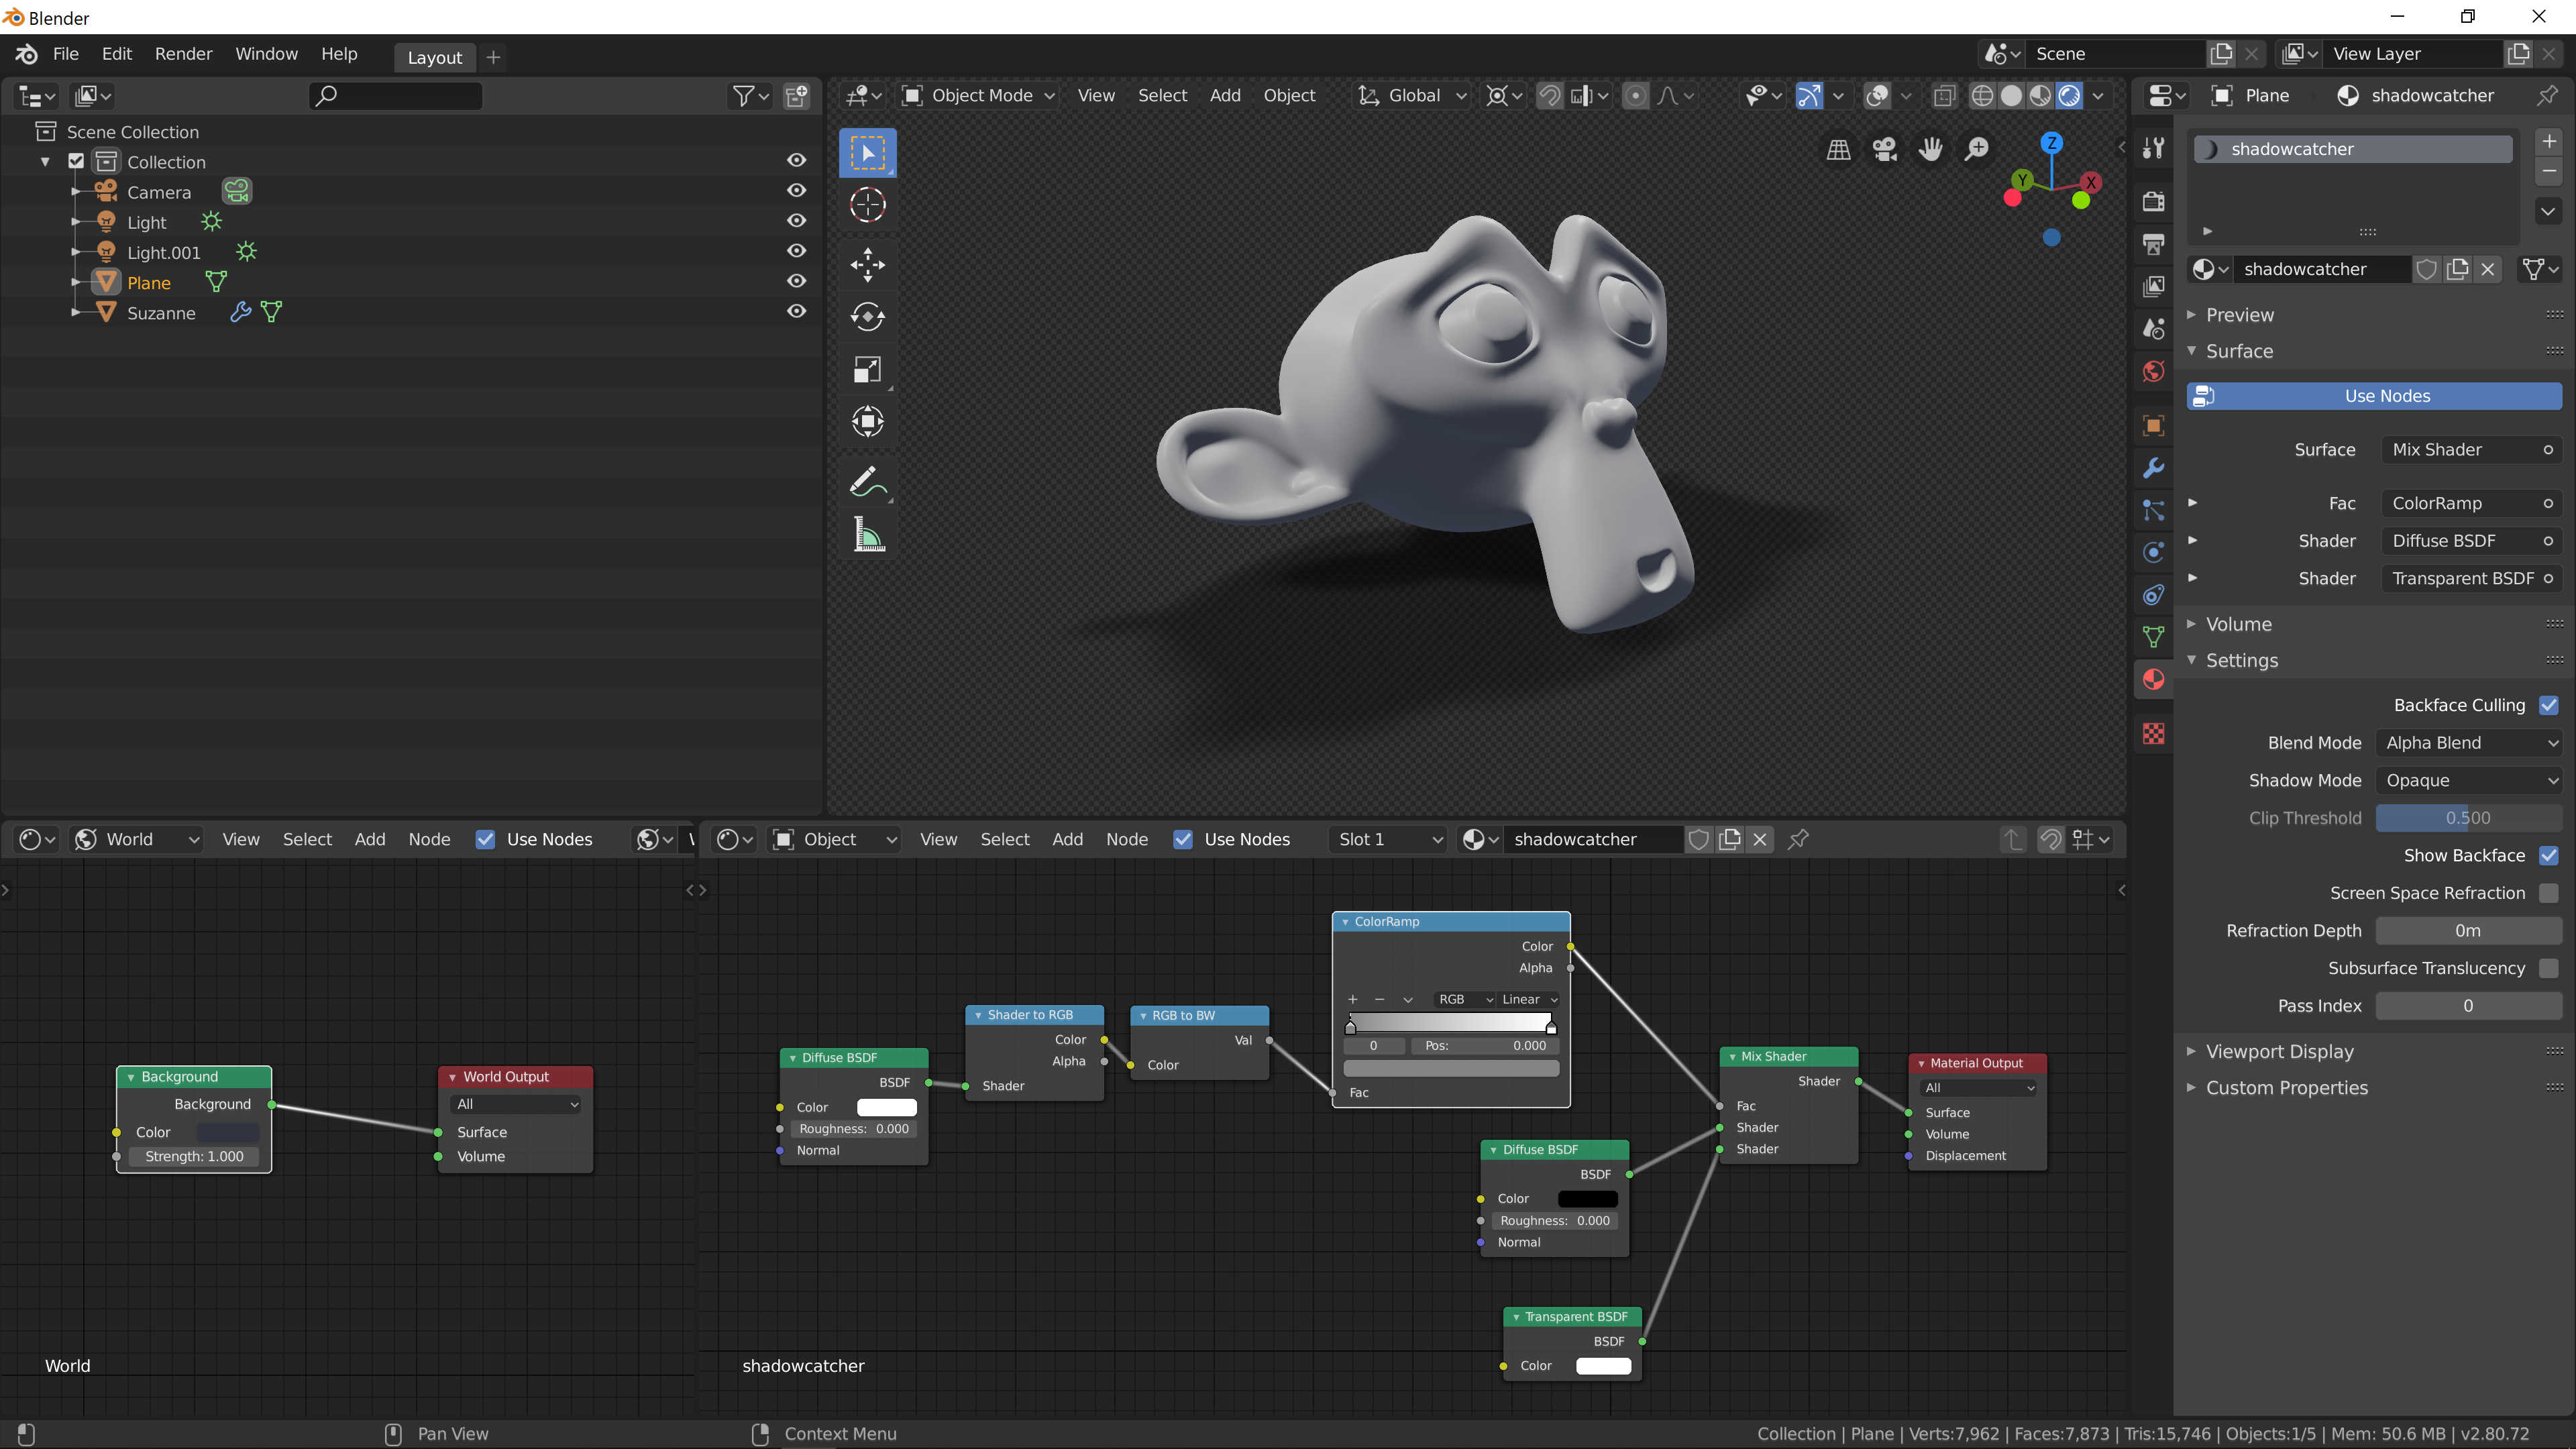 Blender
File Edit Render Window Help Layout + Scene View Layer
Object Mode View Select Add Object Global
Plane shadowcatcher
Scene Collection
Collection
Camera
Light
Light.001
Plane
Suzanne
Z
Y
X
shadowcatcher
shadowcatcher
Preview
Surface
Use Nodes
Surface Mix Shader
Fac ColorRamp
Shader Diffuse BSDF
Shader Transparent BSDF
Volume
Settings
Backface Culling
Blend Mode Alpha Blend
Shadow Mode Opaque
Clip Threshold 0.500
Show Backface
Screen Space Refraction
Refraction Depth 0m
Subsurface Translucency
Pass Index 0
Viewport Display
Custom Properties
World View Select Add Node Use Nodes
Background
Background
Color
Strength: 1.000
World Output
All
Surface
Volume
World
Object View Select Add Node Use Nodes Slot 1 shadowcatcher
Diffuse BSDF
BSDF
Color
Roughness: 0.000
Normal
Shader to RGB
Color
Alpha
Shader
RGB to BW
Val
Color
ColorRamp
Color
Alpha
+ − RGB Linear
0 Pos: 0.000
Fac
Diffuse BSDF
BSDF
Color
Roughness: 0.000
Normal
Transparent BSDF
BSDF
Color
Mix Shader
Shader
Fac
Shader
Shader
Material Output
All
Surface
Volume
Displacement
shadowcatcher
Pan View
Context Menu
Collection | Plane | Verts:7,962 | Faces:7,873 | Tris:15,746 | Objects:1/5 | Mem: 50.6 MB | v2.80.72